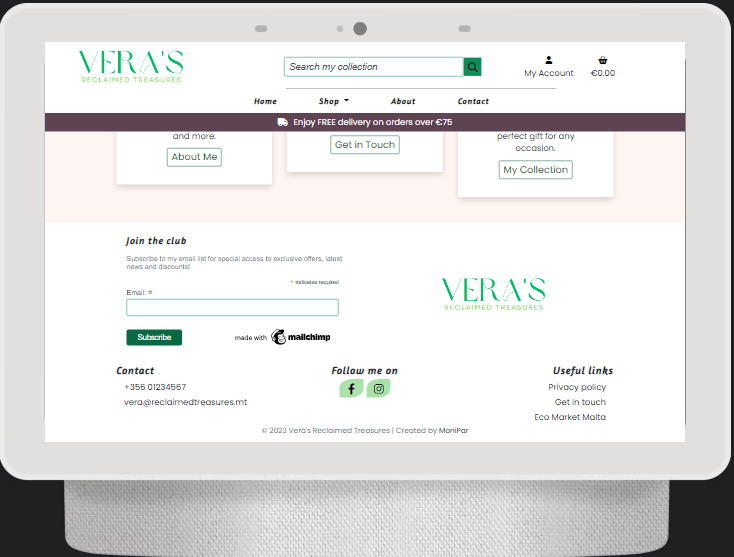 VERA'S
RECLAIMED TREASURES
Search my collection
My Account
€0.00
Home
Shop
About
Contact
Enjoy FREE delivery on orders over €75
and more.
About Me
Get in Touch
perfect gift for any
occasion.
My Collection
Join the club
Subscribe to my email list for special access to exclusive offers, latest
news and discounts!
* indicates required
Email: *
Subscribe
made with mailchimp
VERA'S
RECLAIMED TREASURES
Contact
+356 01234567
vera@reclaimedtreasures.mt
Follow me on
Useful links
Privacy policy
Get in touch
Eco Market Malta
© 2023 Vera's Reclaimed Treasures | Created by MoniPar